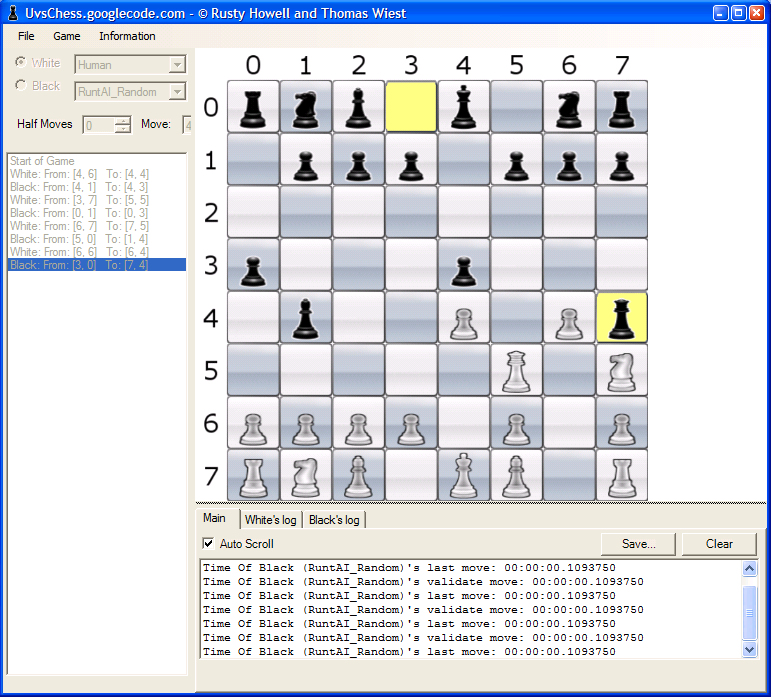 UvsChess.googlecode.com - © Rusty Howell and Thomas Wiest
File Game Information
White Human
Black RuntAI_Random
Half Moves 0 Move: 4
Start of Game
White: From: [4, 6] To: [4, 4]
Black: From: [4, 1] To: [4, 3]
White: From: [3, 7] To: [5, 5]
Black: From: [0, 1] To: [0, 3]
White: From: [6, 7] To: [7, 5]
Black: From: [5, 0] To: [1, 4]
White: From: [6, 6] To: [6, 4]
Black: From: [3, 0] To: [7, 4]
0 1 2 3 4 5 6 7
0
1
2
3
4
5
6
7
Main White's log Black's log
Auto Scroll Save... Clear
Time Of Black (RuntAI_Random)'s last move: 00:00:00.1093750
Time Of Black (RuntAI_Random)'s validate move: 00:00:00.1093750
Time Of Black (RuntAI_Random)'s last move: 00:00:00.1093750
Time Of Black (RuntAI_Random)'s validate move: 00:00:00.1093750
Time Of Black (RuntAI_Random)'s last move: 00:00:00.1093750
Time Of Black (RuntAI_Random)'s validate move: 00:00:00.1093750
Time Of Black (RuntAI_Random)'s last move: 00:00:00.1093750